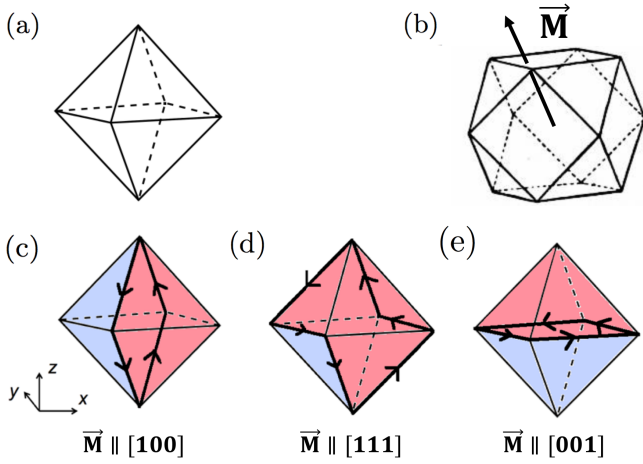 (a)
(b)
M
(c)
(d)
(e)
z
y
x
M ∥ [100]
M ∥ [111]
M ∥ [001]